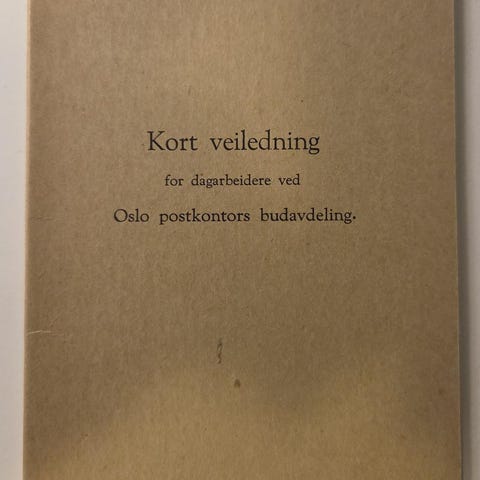 Kort veiledning
for dagarbeidere ved
Oslo postkontors budavdeling.